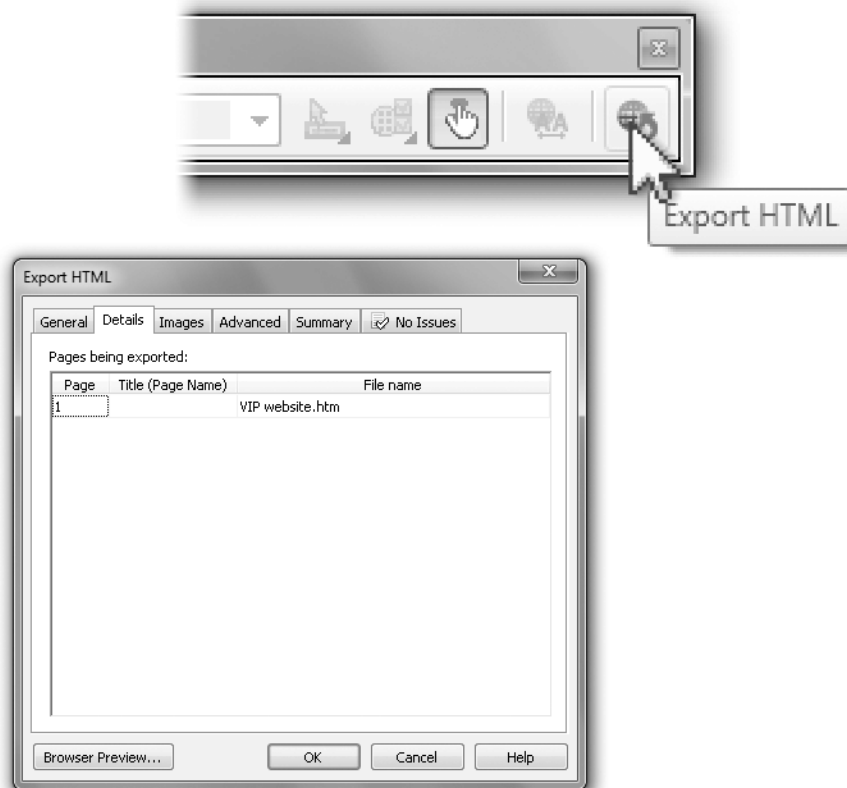 Export HTML
Export HTML
General Details Images Advanced Summary No Issues
Pages being exported:
Page Title (Page Name) File name
1 VIP website.htm
Browser Preview... OK Cancel Help